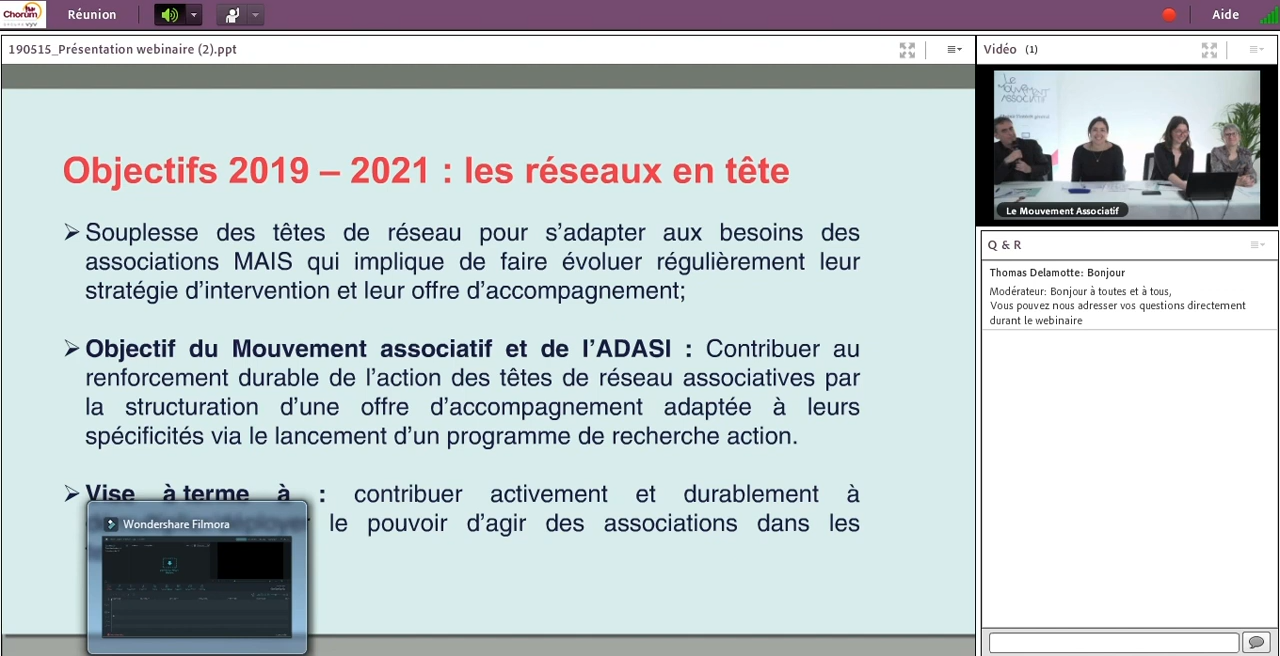 Chorum
GROUPE VYV
Réunion
Aide
190515_Présentation webinaire (2).ppt
Objectifs 2019 – 2021 : les réseaux en tête
➢ Souplesse des têtes de réseau pour s’adapter aux besoins des
associations MAIS qui implique de faire évoluer régulièrement leur
stratégie d’intervention et leur offre d’accompagnement;
➢ Objectif du Mouvement associatif et de l’ADASI : Contribuer au
renforcement durable de l’action des têtes de réseau associatives par
la structuration d’une offre d’accompagnement adaptée à leurs
spécificités via le lancement d’un programme de recherche action.
➢ Vise à terme à : contribuer activement et durablement à
le pouvoir d’agir des associations dans les
Wondershare Filmora
Vidéo (1)
Le
MOUVEMENT
ASSOCIATIF
Le Mouvement Associatif
Q & R
Thomas Delamotte: Bonjour
Modérateur: Bonjour à toutes et à tous,
Vous pouvez nous adresser vos questions directement
durant le webinaire